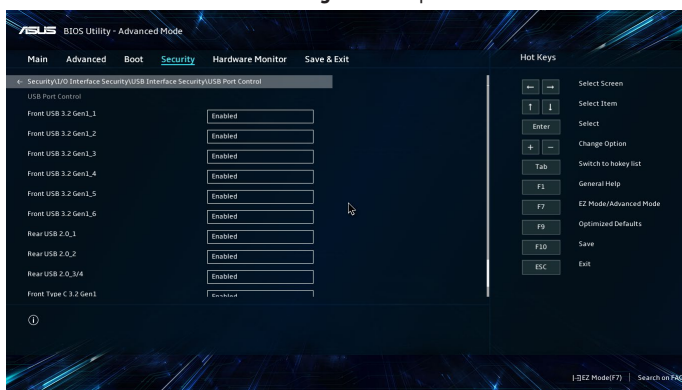 ASUS BIOS Utility - Advanced Mode
Main Advanced Boot Security Hardware Monitor Save & Exit
Hot Keys
← Security\I/O Interface Security\USB Interface Security\USB Port Control
USB Port Control
Front USB 3.2 Gen1_1 Enabled
Front USB 3.2 Gen1_2 Enabled
Front USB 3.2 Gen1_3 Enabled
Front USB 3.2 Gen1_4 Enabled
Front USB 3.2 Gen1_5 Enabled
Front USB 3.2 Gen1_6 Enabled
Rear USB 2.0_1 Enabled
Rear USB 2.0_2 Enabled
Rear USB 2.0_3/4 Enabled
Front Type C 3.2 Gen1 Enabled
← → Select Screen
↑ ↓ Select Item
Enter Select
+ − Change Option
Tab Switch to hokey list
F1 General Help
F7 EZ Mode/Advanced Mode
F9 Optimized Defaults
F10 Save
ESC Exit
EZ Mode(F7) | Search on FAQ